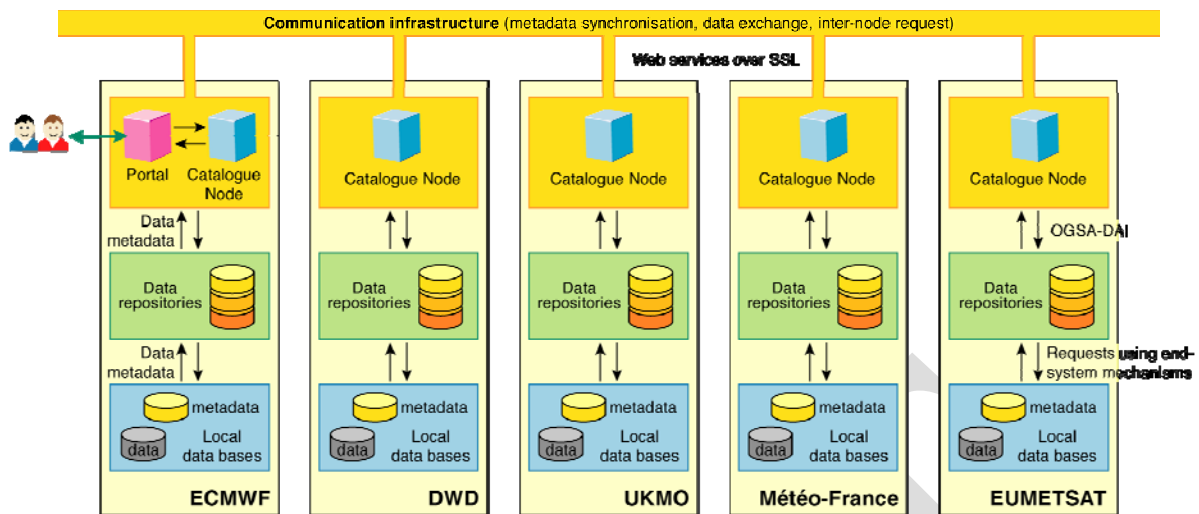 Communication infrastructure (metadata synchronisation, data exchange, inter-node request)
Web services over SSL
Portal
Catalogue
Node
Data
metadata
Data
repositories
Data
metadata
metadata
data
Local
data bases
ECMWF
Catalogue Node
Data
repositories
metadata
data
Local
data bases
DWD
Catalogue Node
Data
repositories
metadata
data
Local
data bases
UKMO
Catalogue Node
Data
repositories
metadata
data
Local
data bases
Météo-France
Catalogue Node
OGSA-DAI
Data
repositories
Requests using end-
system mechanisms
metadata
data
Local
data bases
EUMETSAT